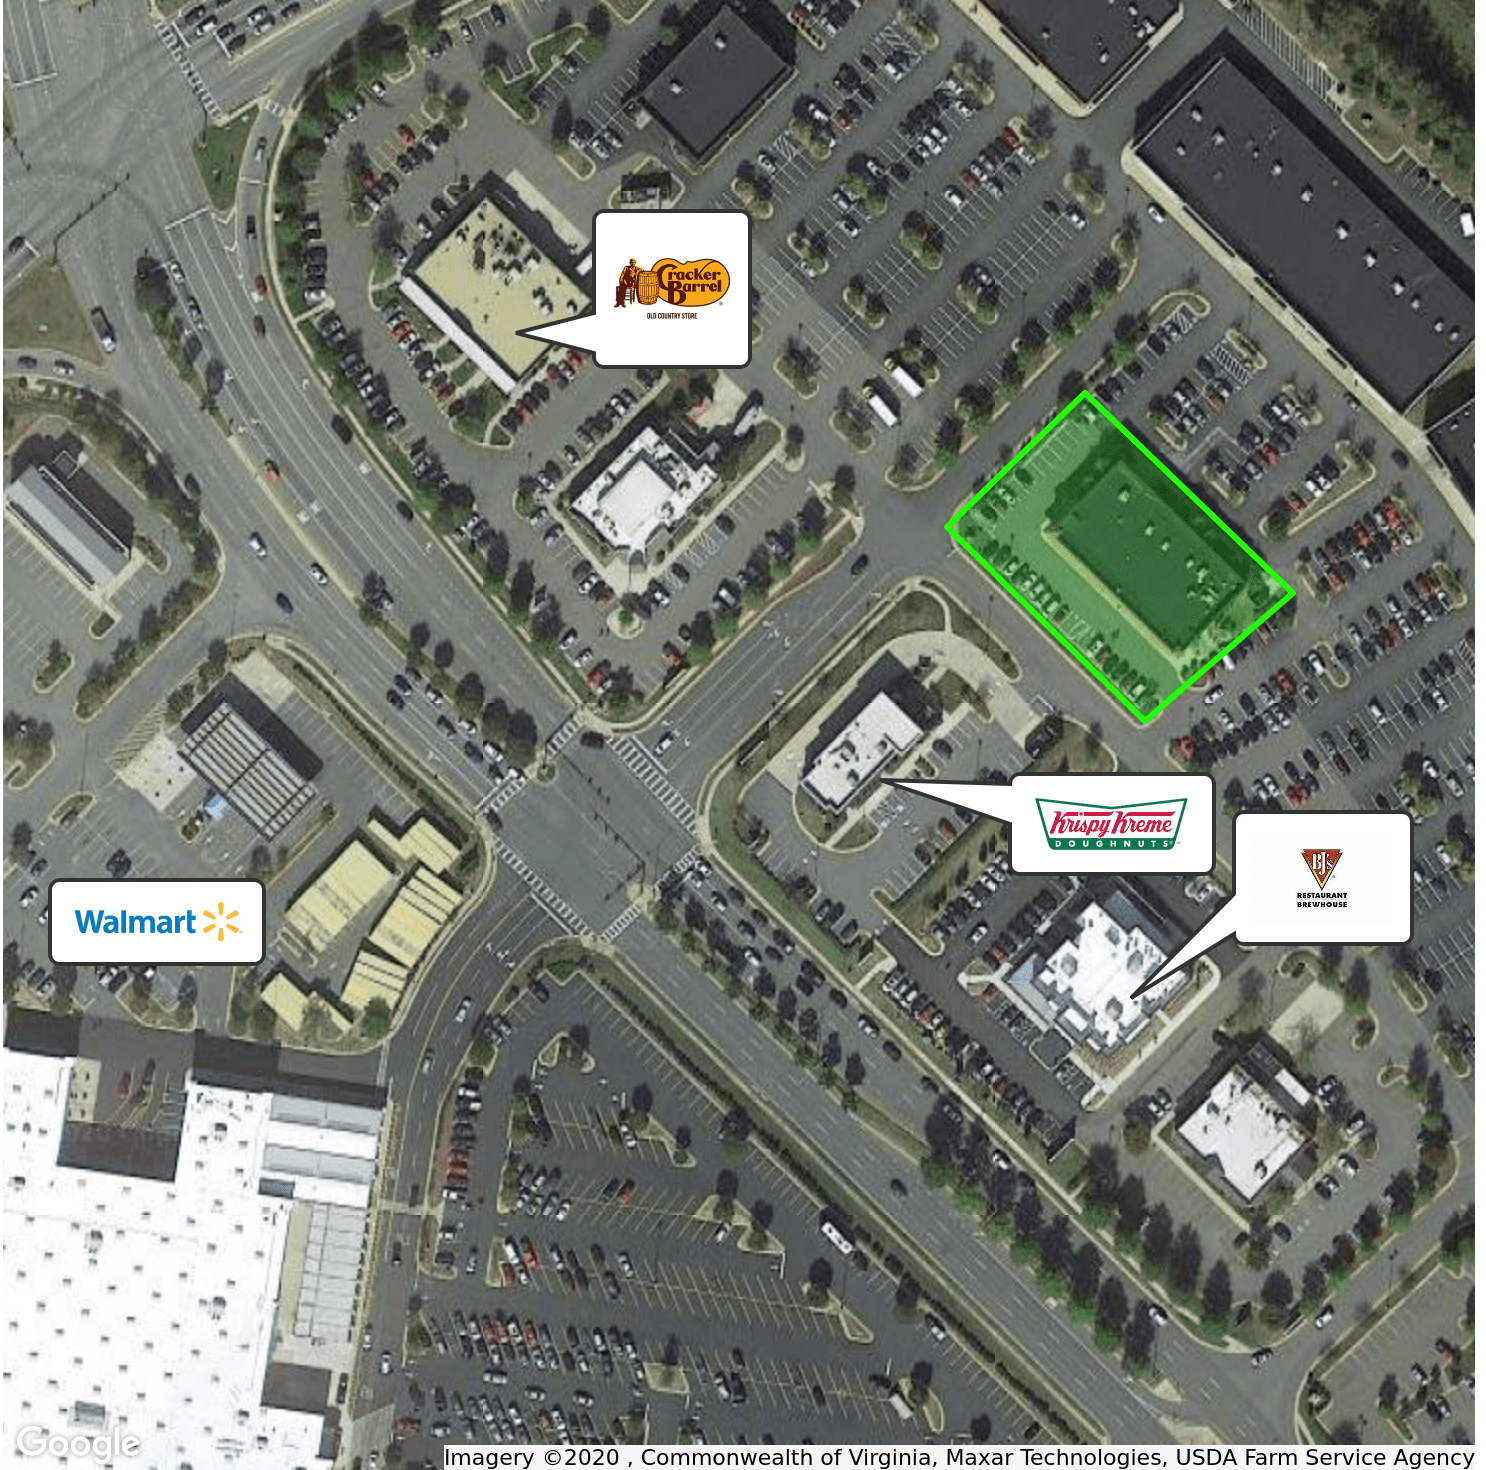 Cracker
Barrel
OLD COUNTRY STORE
Krispy Kreme
DOUGHNUTS
BJ's
RESTAURANT
BREWHOUSE
Walmart
Google
Imagery ©2020 , Commonwealth of Virginia, Maxar Technologies, USDA Farm Service Agency